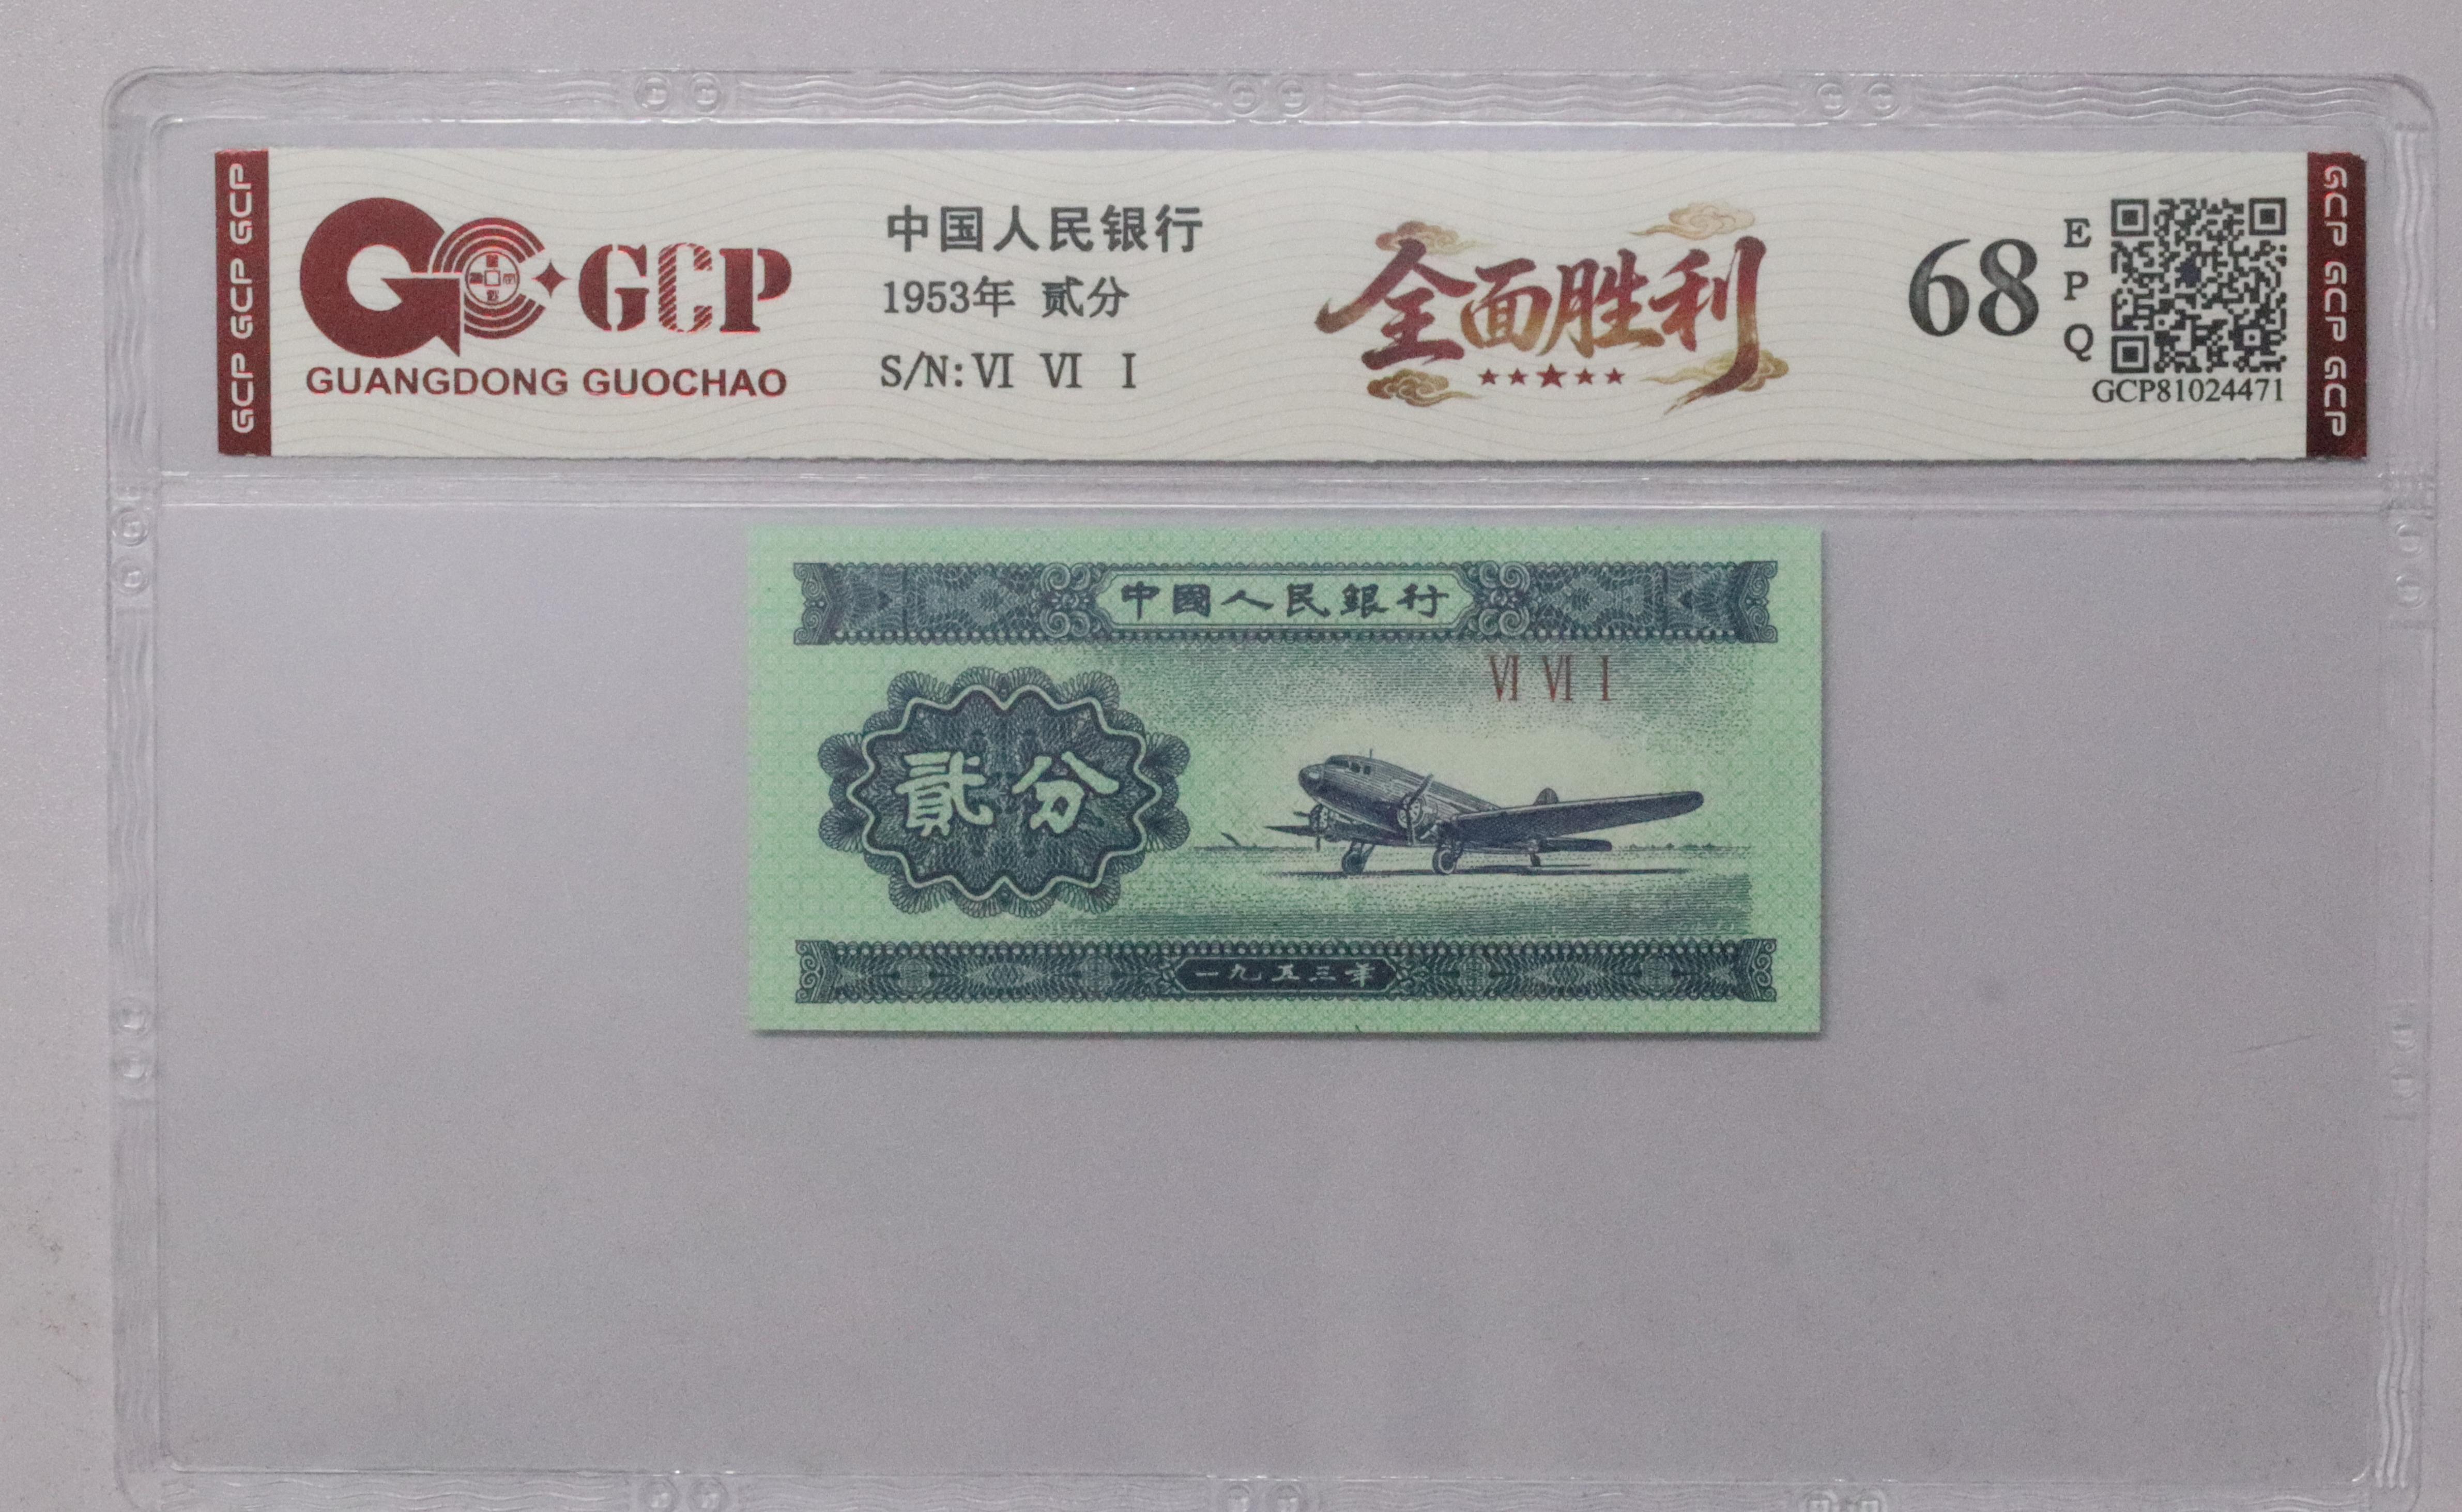 GCP GCP GCP
GCP
GUANGDONG GUOCHAO
中国人民银行
1953年 贰分
S/N: VI VI I
全面胜利
68
E
P
Q
GCP81024471
GCP GCP GCP
中國人民銀行
VI VI I
貳分
一九五三年